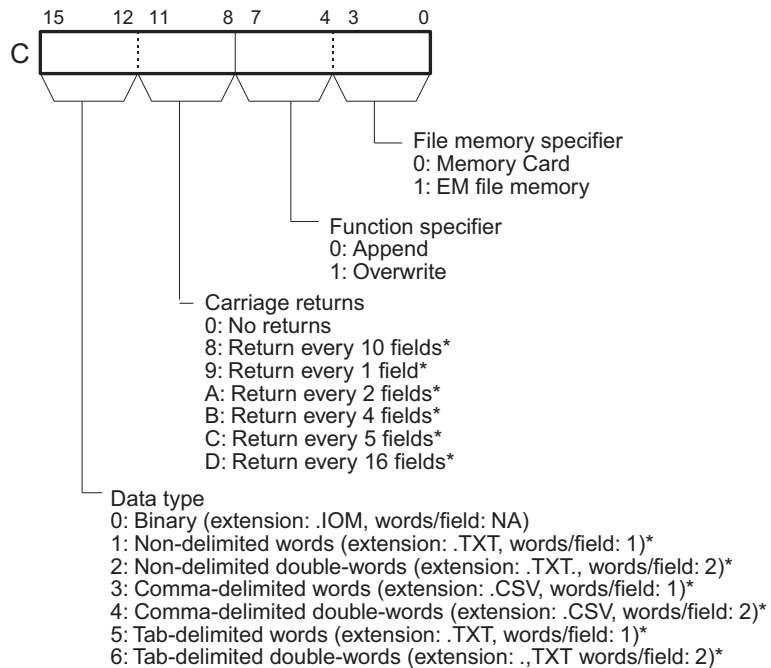 15 12 11 8 7 4 3 0
C
File memory specifier
0: Memory Card
1: EM file memory
Function specifier
0: Append
1: Overwrite
Carriage returns
0: No returns
8: Return every 10 fields*
9: Return every 1 field*
A: Return every 2 fields*
B: Return every 4 fields*
C: Return every 5 fields*
D: Return every 16 fields*
Data type
0: Binary (extension: .IOM, words/field: NA)
1: Non-delimited words (extension: .TXT, words/field: 1)*
2: Non-delimited double-words (extension: .TXT., words/field: 2)*
3: Comma-delimited words (extension: .CSV, words/field: 1)*
4: Comma-delimited double-words (extension: .CSV, words/field: 2)*
5: Tab-delimited words (extension: .TXT, words/field: 1)*
6: Tab-delimited double-words (extension: .,TXT words/field: 2)*